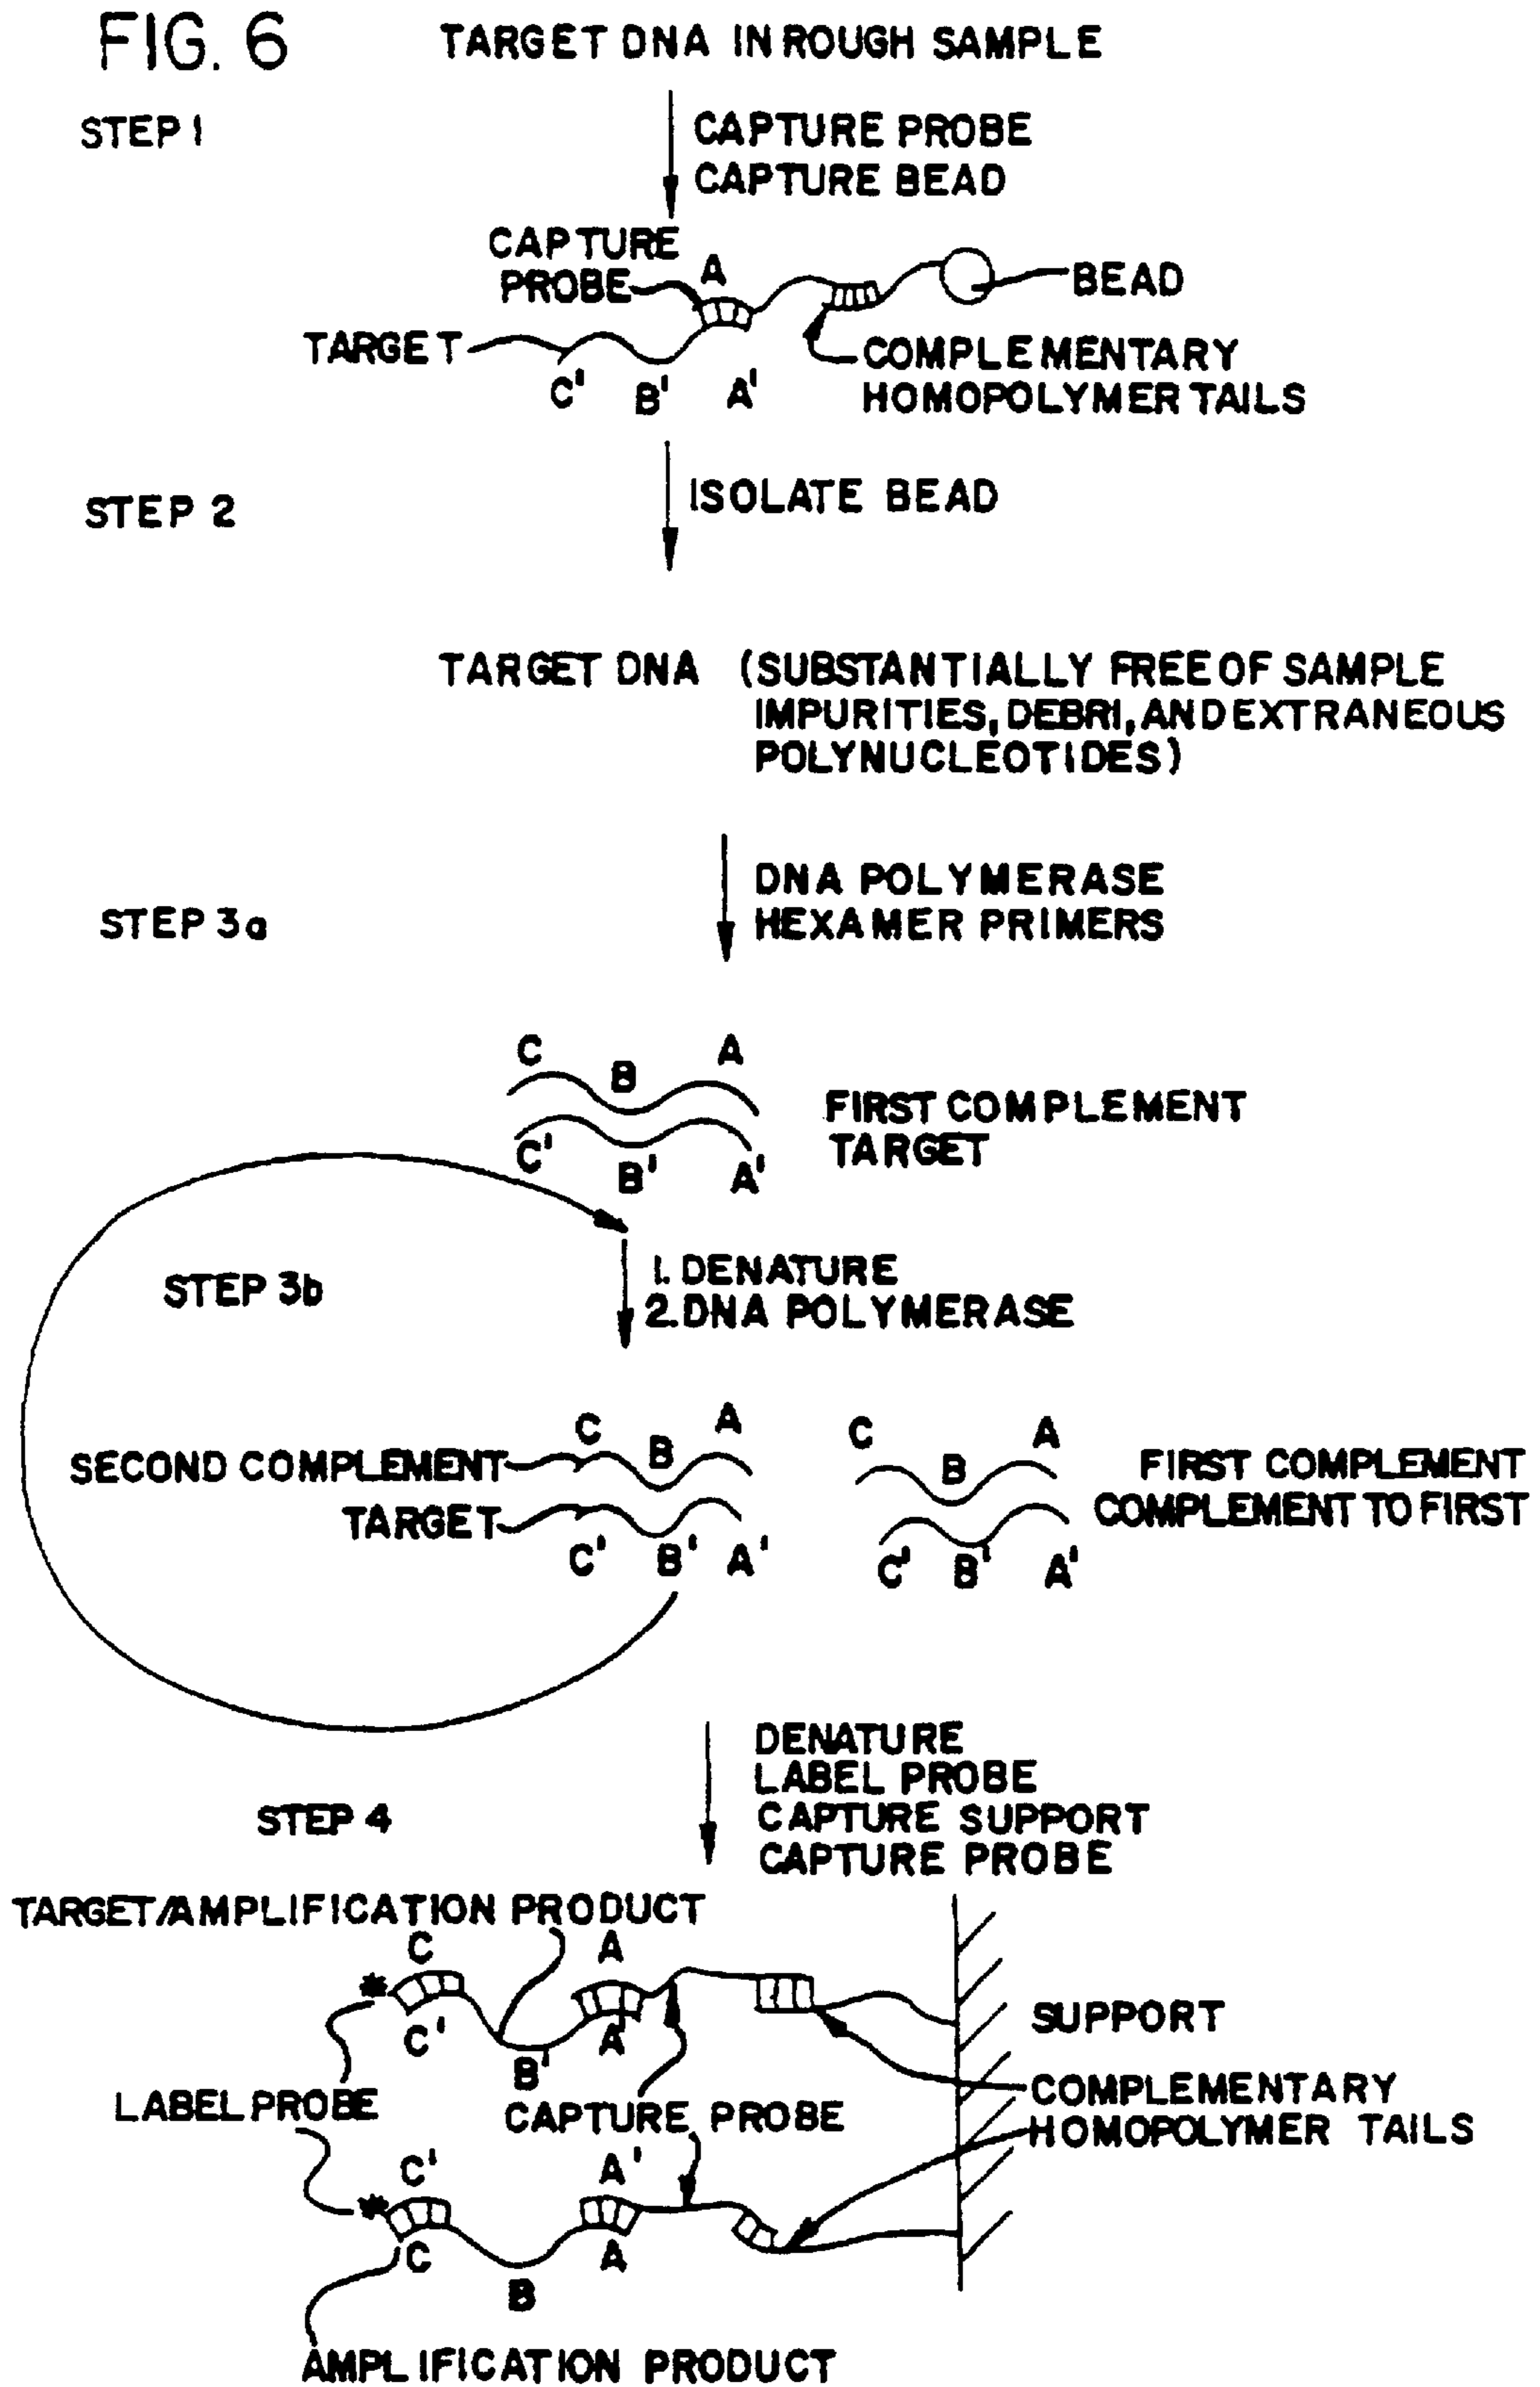 FIG. 6
TARGET DNA IN ROUGH SAMPLE
STEP 1
CAPTURE PROBE
CAPTURE BEAD
CAPTURE
PROBE
A
BEAD
TARGET
COMPLEMENTARY
HOMOPOLYMER TAILS
C' B' A'
STEP 2
ISOLATE BEAD
TARGET DNA (SUBSTANTIALLY FREE OF SAMPLE
IMPURITIES, DEBRI, AND EXTRANEOUS
POLYNUCLEOTIDES)
STEP 3a
DNA POLYMERASE
HEXAMER PRIMERS
C B A
FIRST COMPLEMENT
TARGET
C' B' A'
STEP 3b
1. DENATURE
2. DNA POLYMERASE
C B A
C B A
SECOND COMPLEMENT
TARGET
FIRST COMPLEMENT
COMPLEMENT TO FIRST
C' B' A'
C' B' A'
STEP 4
DENATURE
LABEL PROBE
CAPTURE SUPPORT
CAPTURE PROBE
TARGET/AMPLIFICATION PRODUCT
C A
*
C' B' A'
SUPPORT
LABEL PROBE
CAPTURE PROBE
COMPLEMENTARY
HOMOPOLYMER TAILS
C' A'
*
C B A
AMPLIFICATION PRODUCT